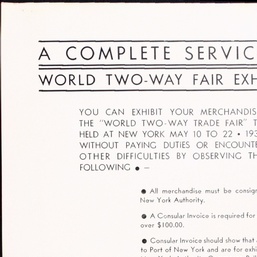 A COMPLETE SERVIC
WORLD TWO-WAY FAIR EXH
YOU CAN EXHIBIT YOUR MERCHANDIS
THE "WORLD TWO-WAY TRADE FAIR" T
HELD AT NEW YORK MAY 10 TO 22 • 193
WITHOUT PAYING DUTIES OR ENCOUNTE
OTHER DIFFICULTIES BY OBSERVING TH
FOLLOWING ● —
● All merchandise must be consign
New York Authority.
● A Consular Invoice is required for
over $100.00.
● Consular Invoice should show that
to Port of New York and are for exhi